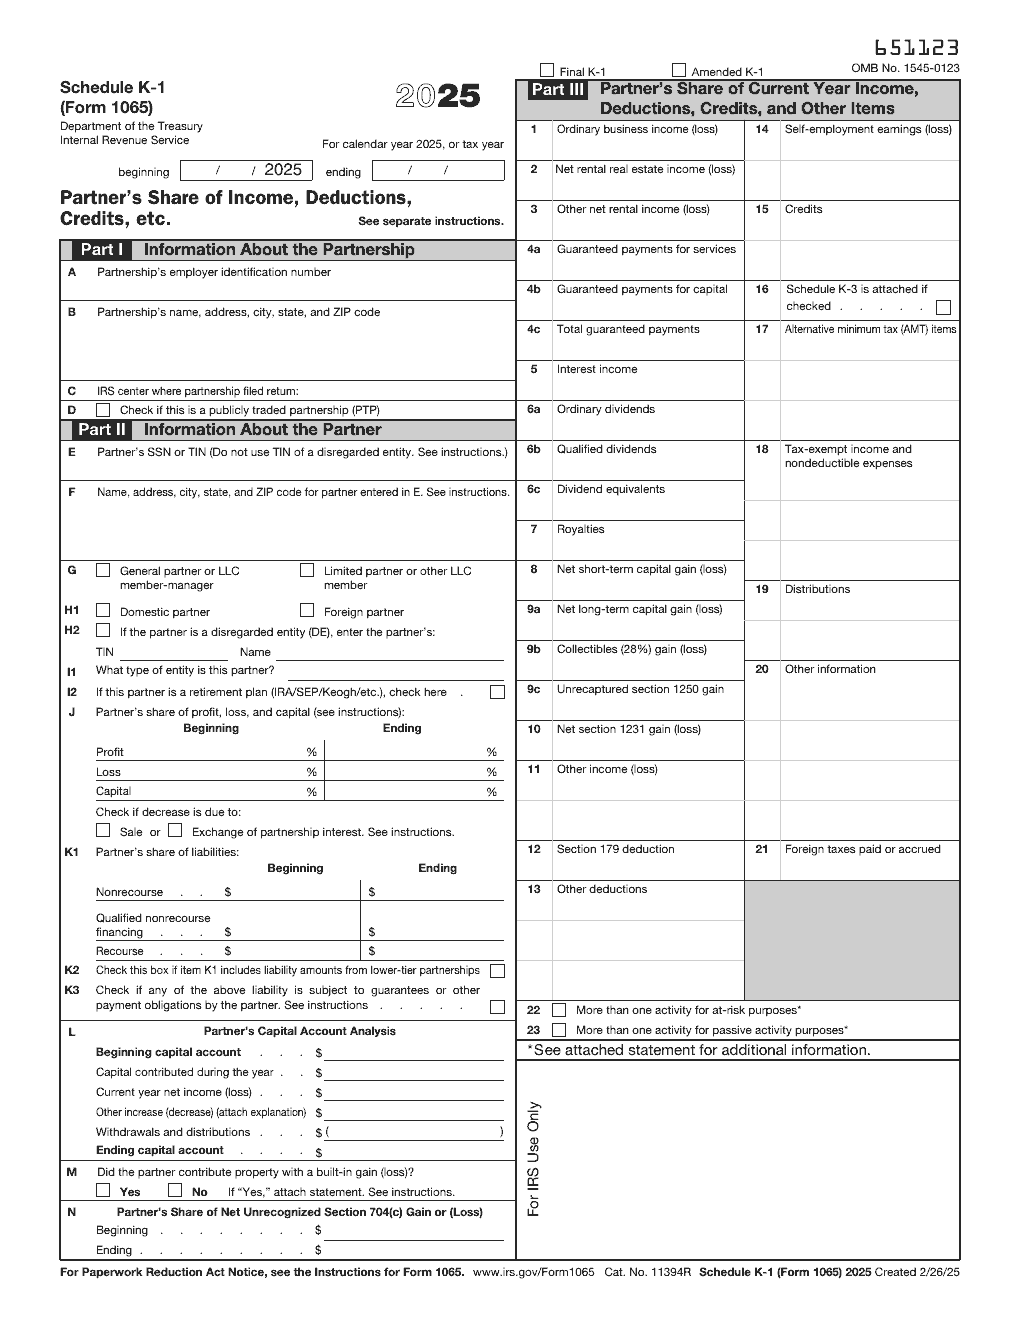 651123
Final K-1
Amended K-1
OMB No. 1545-0123
Schedule K-1
(Form 1065)
Department of the Treasury
Internal Revenue Service
2025
For calendar year 2025, or tax year
beginning / / 2025 ending / /
Partner's Share of Income, Deductions,
Credits, etc.
See separate instructions.
Part I Information About the Partnership
A Partnership's employer identification number
B Partnership's name, address, city, state, and ZIP code
C IRS center where partnership filed return:
D Check if this is a publicly traded partnership (PTP)
Part II Information About the Partner
E Partner's SSN or TIN (Do not use TIN of a disregarded entity. See instructions.)
F Name, address, city, state, and ZIP code for partner entered in E. See instructions.
G General partner or LLC
member-manager
Limited partner or other LLC
member
H1 Domestic partner Foreign partner
H2 If the partner is a disregarded entity (DE), enter the partner's:
TIN Name
I1 What type of entity is this partner?
I2 If this partner is a retirement plan (IRA/SEP/Keogh/etc.), check here .
J Partner's share of profit, loss, and capital (see instructions):
Beginning Ending
Profit % %
Loss % %
Capital % %
Check if decrease is due to:
Sale or Exchange of partnership interest. See instructions.
K1 Partner's share of liabilities:
Beginning Ending
Nonrecourse . . $ $
Qualified nonrecourse
financing . . . $ $
Recourse . . . $ $
K2 Check this box if item K1 includes liability amounts from lower-tier partnerships
K3 Check if any of the above liability is subject to guarantees or other
payment obligations by the partner. See instructions . . . . .
L Partner's Capital Account Analysis
Beginning capital account . . . $
Capital contributed during the year . . $
Current year net income (loss) . . . $
Other increase (decrease) (attach explanation) $
Withdrawals and distributions . . . $ ( )
Ending capital account . . . . $
M Did the partner contribute property with a built-in gain (loss)?
Yes No If "Yes," attach statement. See instructions.
N Partner's Share of Net Unrecognized Section 704(c) Gain or (Loss)
Beginning . . . . . . . . $
Ending . . . . . . . . . $
Part III Partner's Share of Current Year Income,
Deductions, Credits, and Other Items
1 Ordinary business income (loss)
2 Net rental real estate income (loss)
3 Other net rental income (loss)
4a Guaranteed payments for services
4b Guaranteed payments for capital
4c Total guaranteed payments
5 Interest income
6a Ordinary dividends
6b Qualified dividends
6c Dividend equivalents
7 Royalties
8 Net short-term capital gain (loss)
9a Net long-term capital gain (loss)
9b Collectibles (28%) gain (loss)
9c Unrecaptured section 1250 gain
10 Net section 1231 gain (loss)
11 Other income (loss)
12 Section 179 deduction
13 Other deductions
14 Self-employment earnings (loss)
15 Credits
16 Schedule K-3 is attached if
checked . . . . .
17 Alternative minimum tax (AMT) items
18 Tax-exempt income and
nondeductible expenses
19 Distributions
20 Other information
21 Foreign taxes paid or accrued
22 More than one activity for at-risk purposes*
23 More than one activity for passive activity purposes*
*See attached statement for additional information.
For IRS Use Only
For Paperwork Reduction Act Notice, see the Instructions for Form 1065. www.irs.gov/Form1065 Cat. No. 11394R Schedule K-1 (Form 1065) 2025 Created 2/26/25